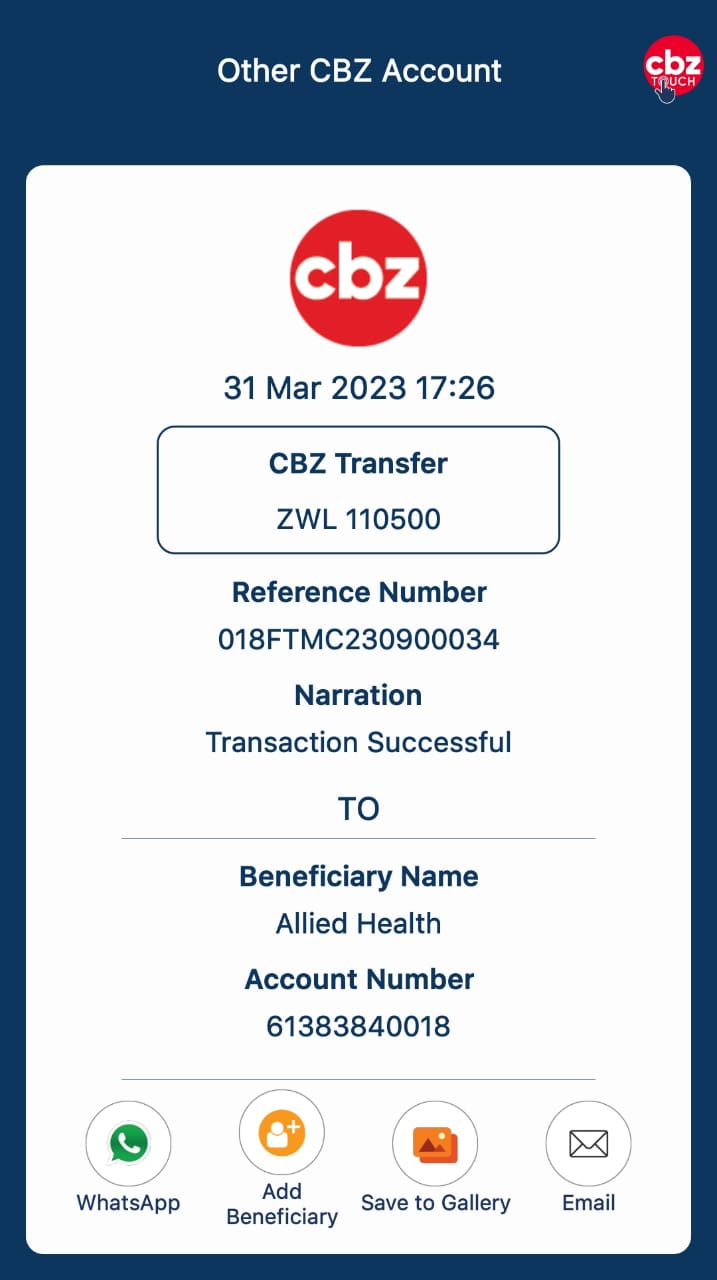 Other CBZ Account
cbz
TOUCH
cbz
31 Mar 2023 17:26
CBZ Transfer
ZWL 110500
Reference Number
018FTMC230900034
Narration
Transaction Successful
TO
Beneficiary Name
Allied Health
Account Number
61383840018
WhatsApp
Add
Beneficiary
Save to Gallery
Email